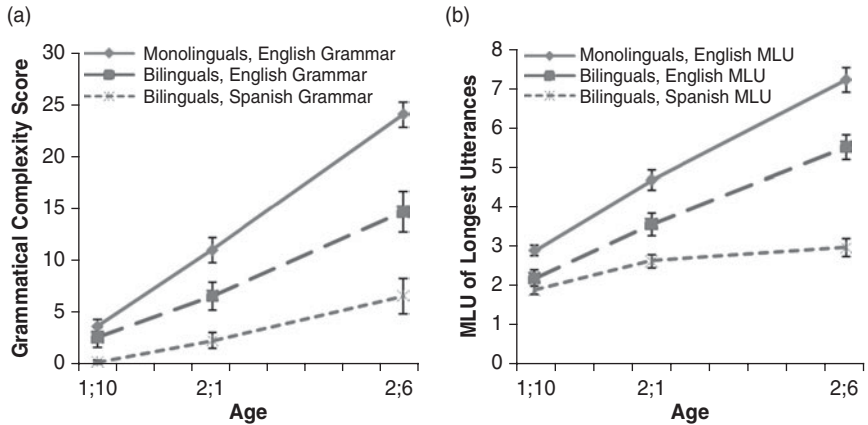 (a)
Grammatical Complexity Score
30
25
20
15
10
5
0
Monolinguals, English Grammar
Bilinguals, English Grammar
Bilinguals, Spanish Grammar
1;10
2;1
2;6
Age
(b)
MLU of Longest Utterances
8
7
6
5
4
3
2
1
0
Monolinguals, English MLU
Bilinguals, English MLU
Bilinguals, Spanish MLU
1;10
2;1
2;6
Age